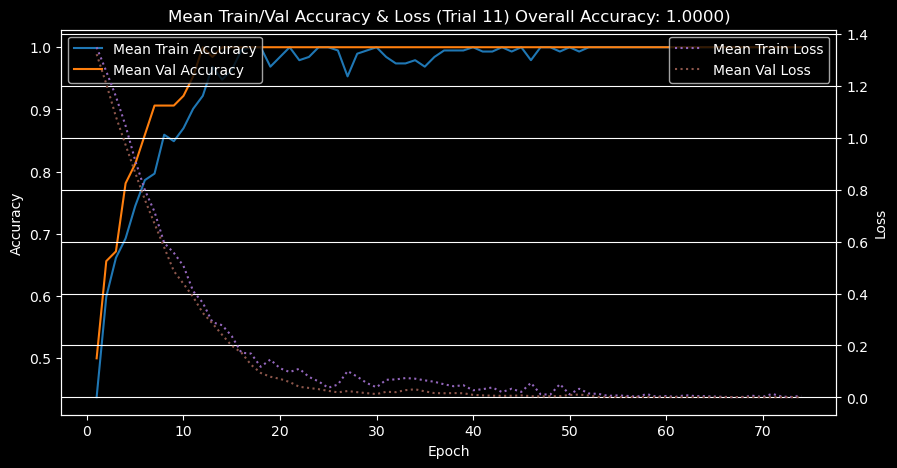 Mean Train/Val Accuracy & Loss (Trial 11) Overall Accuracy: 1.0000)
Mean Train Accuracy
Mean Val Accuracy
Mean Train Loss
Mean Val Loss
1.0
0.9
0.8
0.7
0.6
0.5
Accuracy
1.4
1.2
1.0
0.8
0.6
0.4
0.2
0.0
Loss
0 10 20 30 40 50 60 70
Epoch